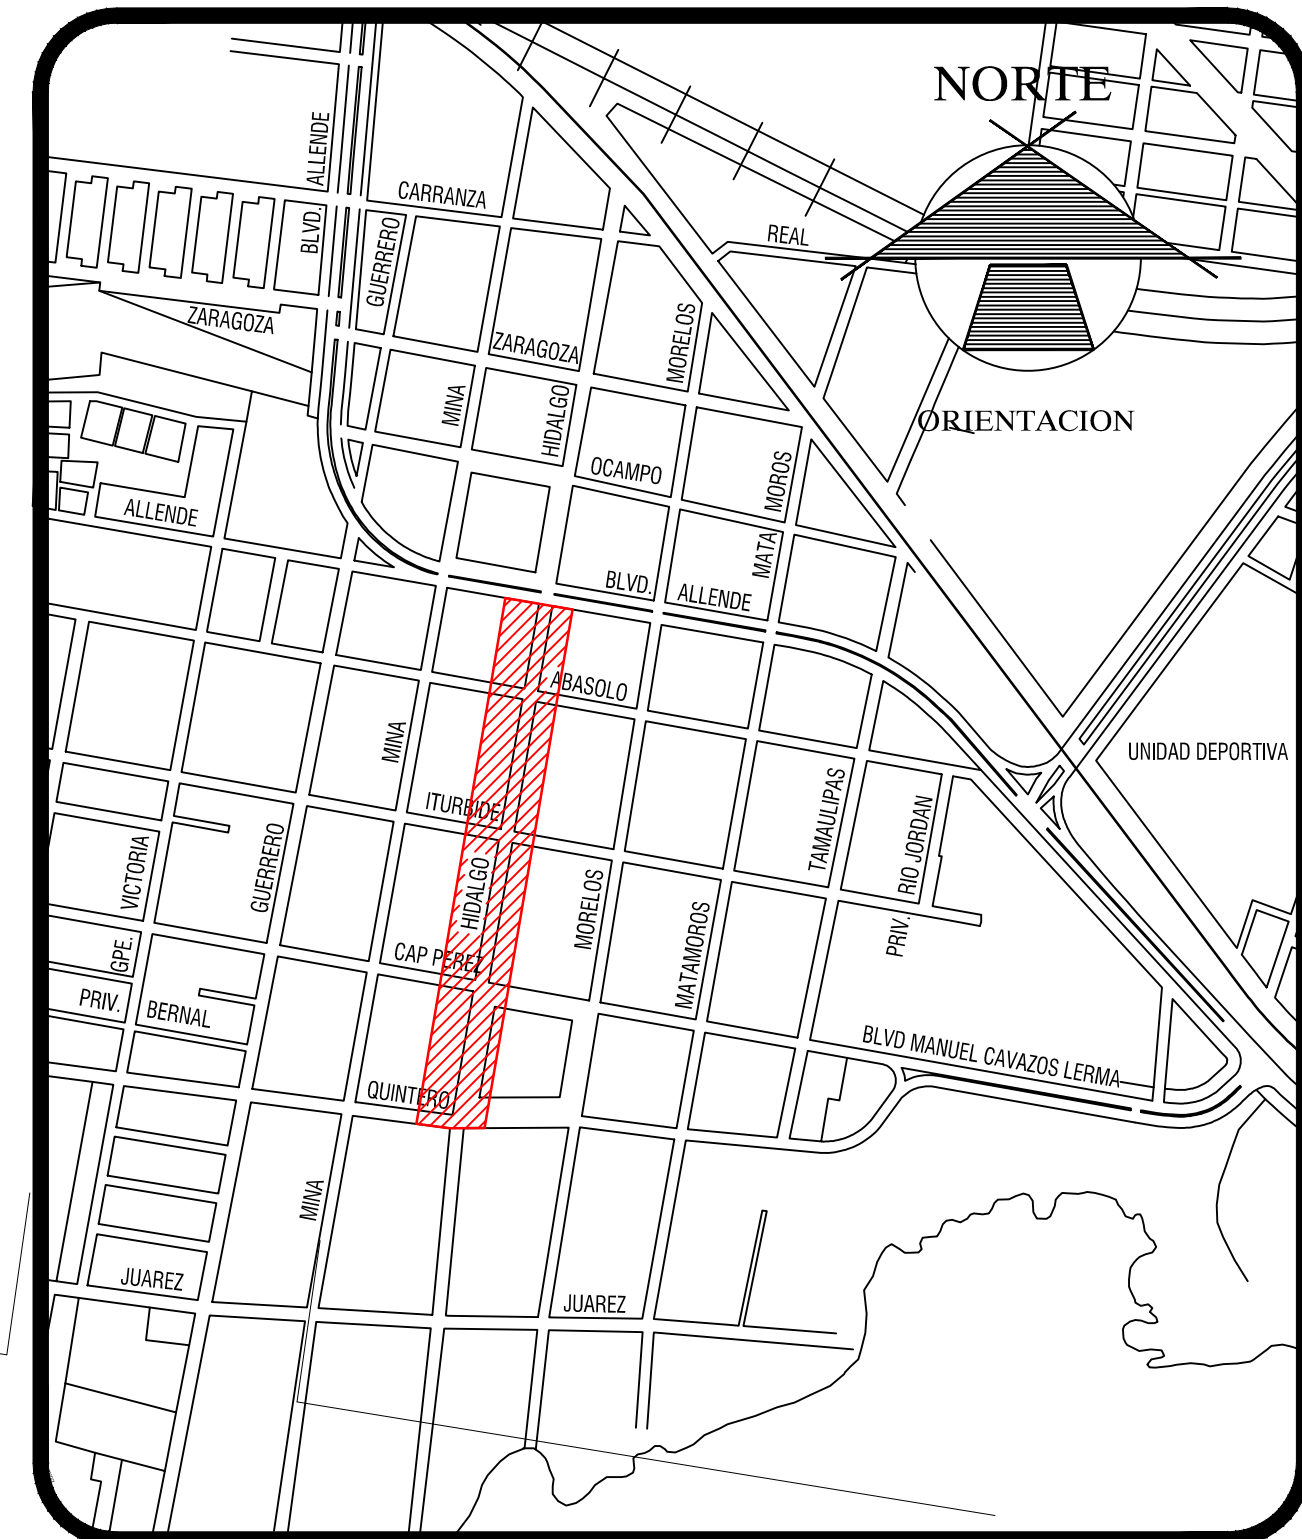 NORTE
ALLENDE
BLVD.
CARRANZA
GUERRERO
REAL
ZARAGOZA
ZARAGOZA
MORELOS
MINA
HIDALGO
ORIENTACION
OCAMPO
MOROS
MATA
ALLENDE
BLVD.
ALLENDE
ABASOLO
MINA
UNIDAD DEPORTIVA
ITURBIDE
TAMAULIPAS
RIO JORDAN
PRIV.
VICTORIA
GPE.
GUERRERO
HIDALGO
MORELOS
MATAMOROS
CAP PEREZ
PRIV.
BERNAL
BLVD MANUEL CAVAZOS LERMA
QUINTERO
MINA
JUAREZ
JUAREZ